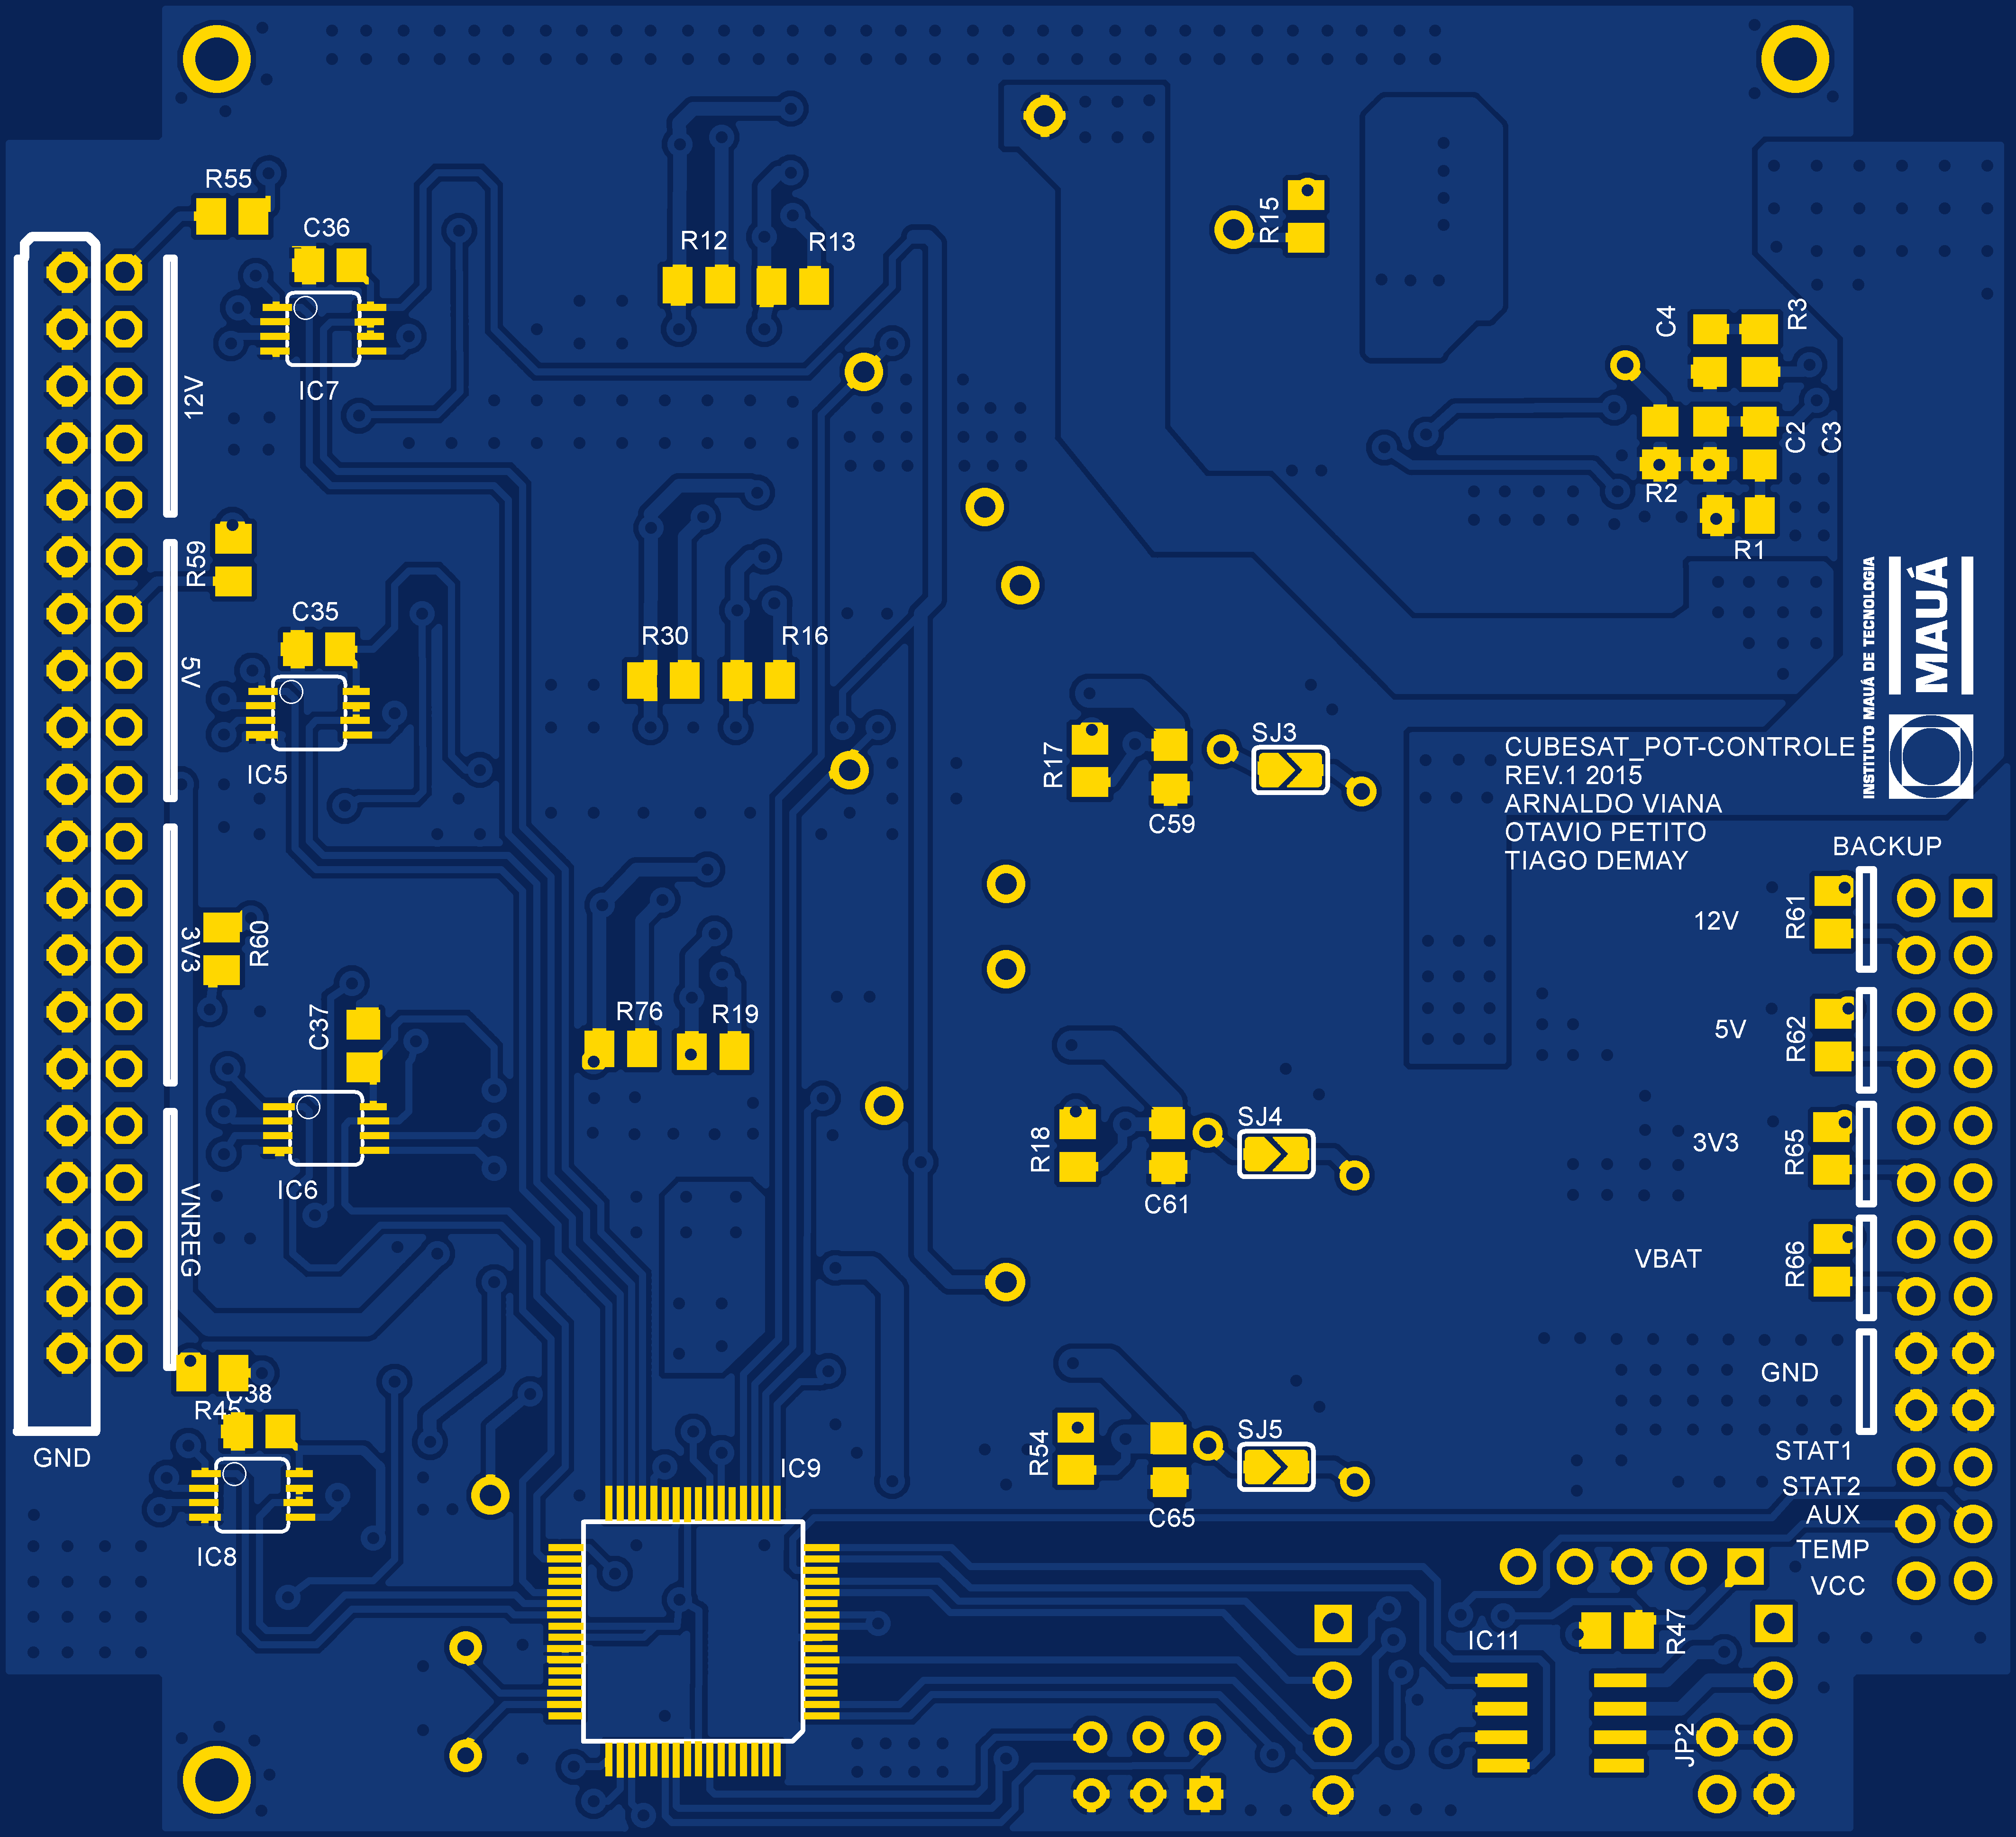 R55
C36
R12
R13
R15
C4
R3
IC7
12V
C2
C3
R2
R1
R59
C35
R30
R16
5V
IC5
INSTITUTO MAUÁ DE TECNOLOGIA
MAUÁ
R17
C59
SJ3
CUBESAT_POT-CONTROLE
REV.1 2015
ARNALDO VIANA
OTAVIO PETITO
TIAGO DEMAY
BACKUP
12V
R61
3V3
R60
C37
R76
R19
5V
R62
IC6
R18
C61
SJ4
3V3
R65
VNREG
VBAT
R66
C38
R45
GND
GND
R54
C65
SJ5
STAT1
STAT2
AUX
TEMP
VCC
IC8
IC9
IC11
R47
JP2